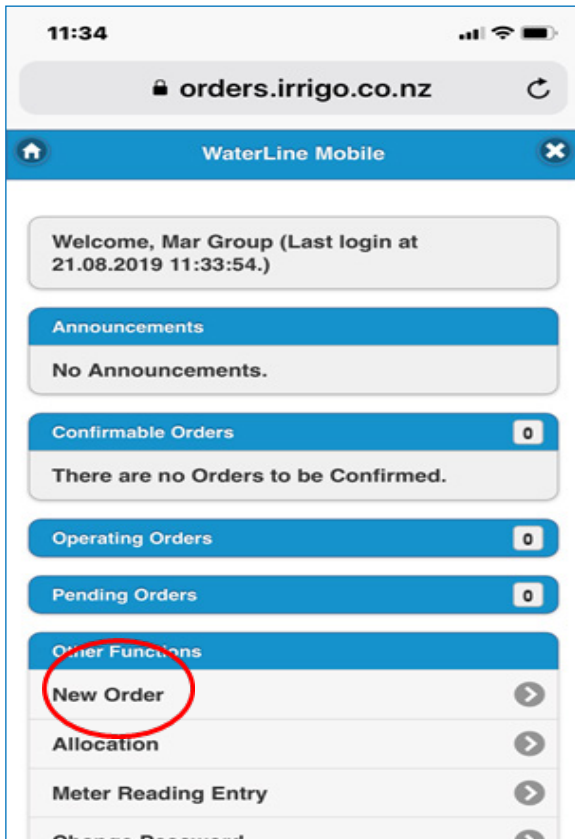 11:34
orders.irrigo.co.nz
WaterLine Mobile
Welcome, Mar Group (Last login at
21.08.2019 11:33:54.)
Announcements
No Announcements.
Confirmable Orders 0
There are no Orders to be Confirmed.
Operating Orders 0
Pending Orders 0
Other Functions
New Order
Allocation
Meter Reading Entry
Change Password